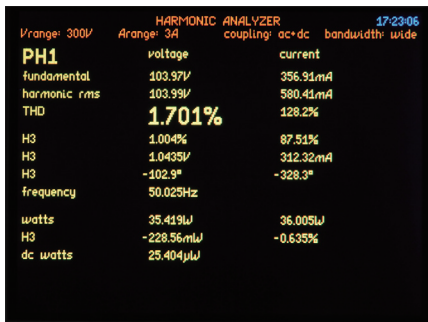 HARMONIC ANALYZER 17:23:06
Vrange: 300V Arange: 3A coupling: ac+dc bandwidth: wide
PH1 voltage current
fundamental 103.97V 356.91mA
harmonic rms 103.99V 580.41mA
THD 1.701% 128.2%
H3 1.004% 87.51%
H3 1.0435V 312.32mA
H3 -102.9° -328.3°
frequency 50.025Hz
watts 35.419W 36.005W
H3 -228.56mW -0.635%
dc watts 25.404µW